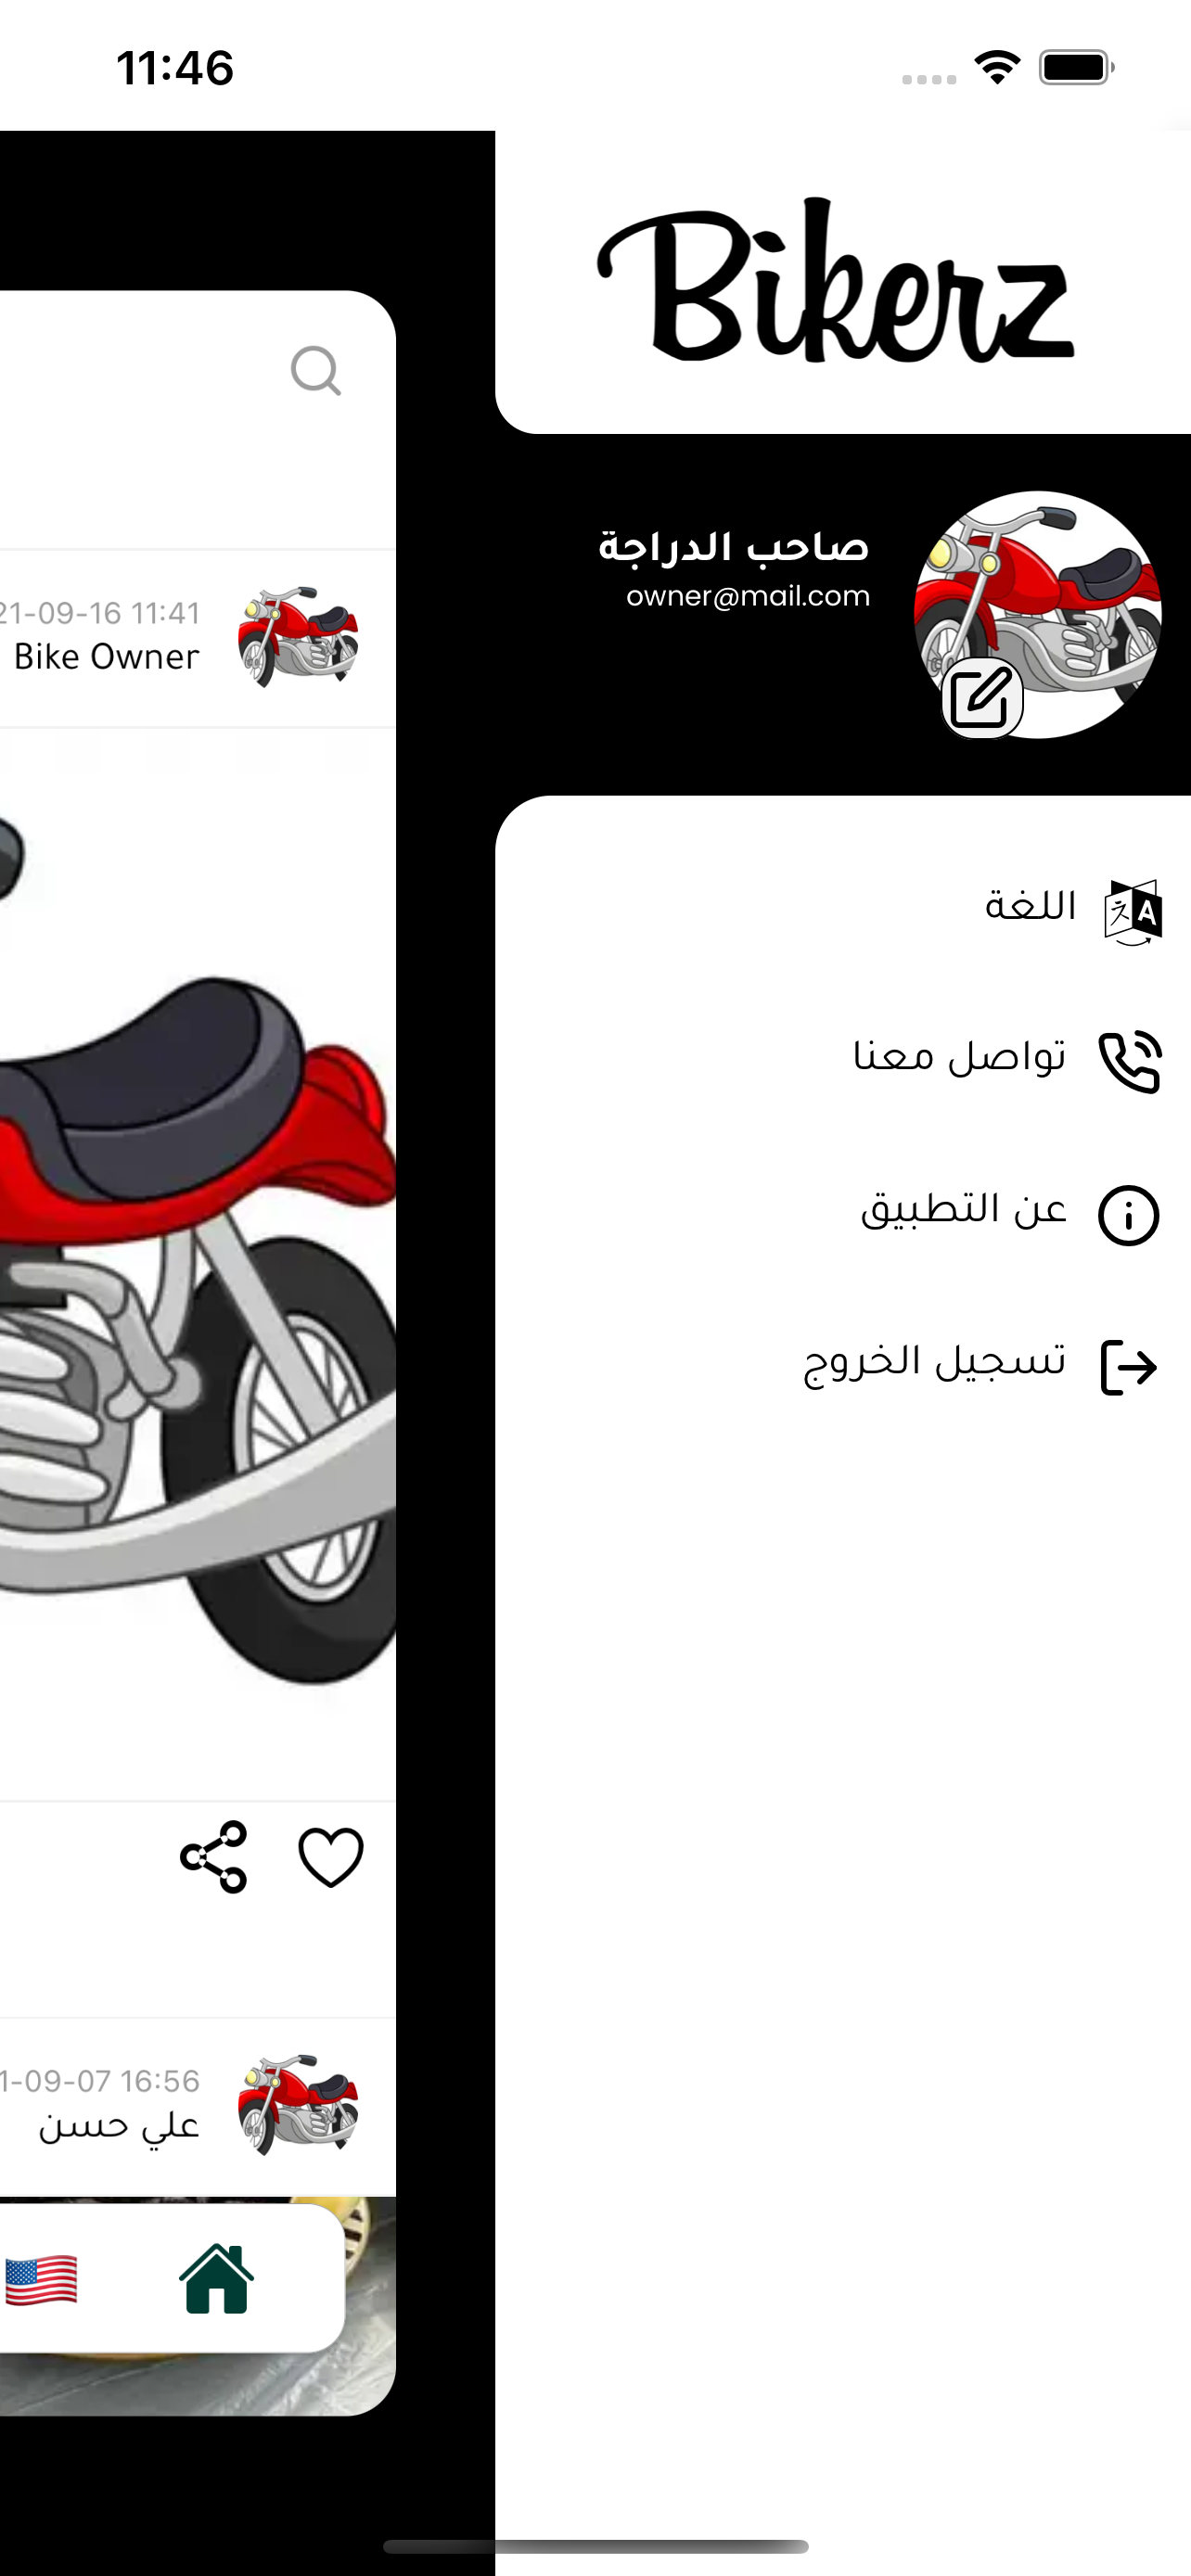 11:46
Bikerz
صاحب الدراجة
owner@mail.com
اللغة
تواصل معنا
عن التطبيق
تسجيل الخروج
21-09-16 11:41
Bike Owner
1-09-07 16:56
علي حسن